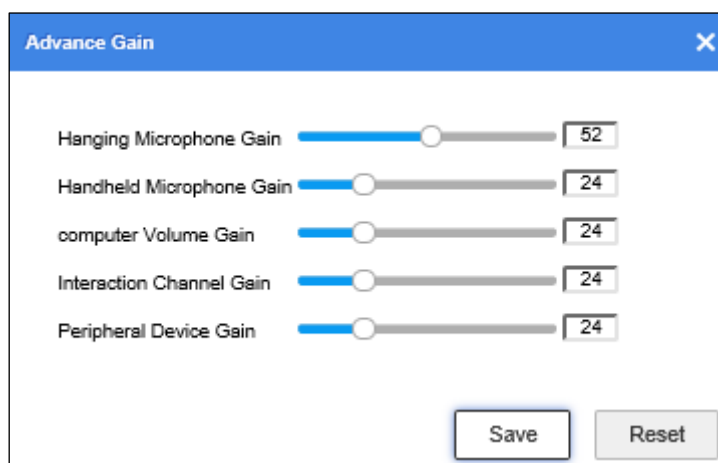 Advance Gain
Hanging Microphone Gain 52
Handheld Microphone Gain 24
computer Volume Gain 24
Interaction Channel Gain 24
Peripheral Device Gain 24
Save Reset